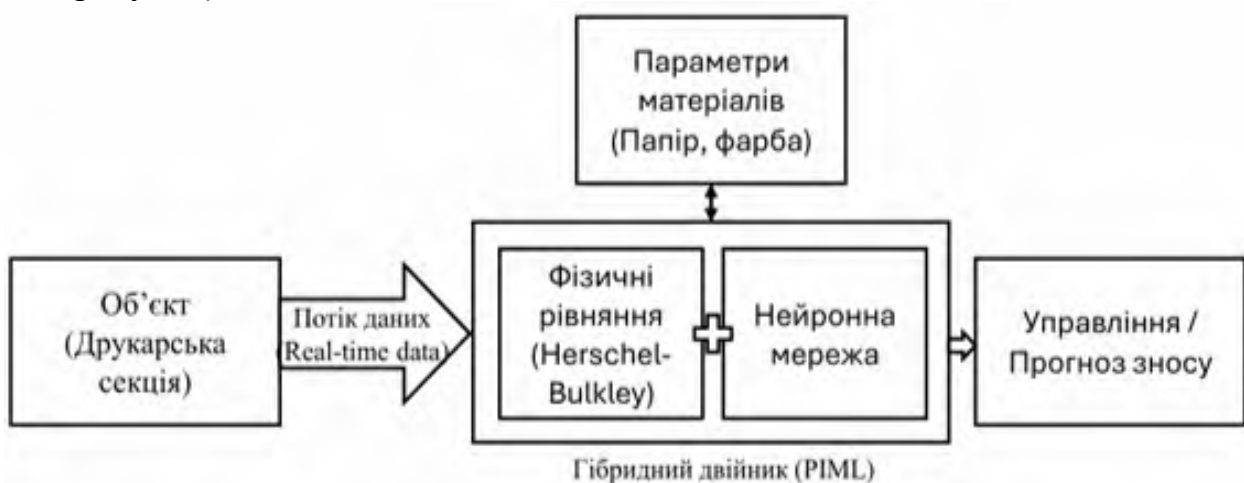 Параметри
матеріалів
(Папір, фарба)
Об’єкт
(Друкарська
секція)
Потік даних
(Real-time data)
Фізичні
рівняння
(Herschel-
Bulkley)
Нейронна
мережа
Управління /
Прогноз зносу
Гібридний двійник (PIML)